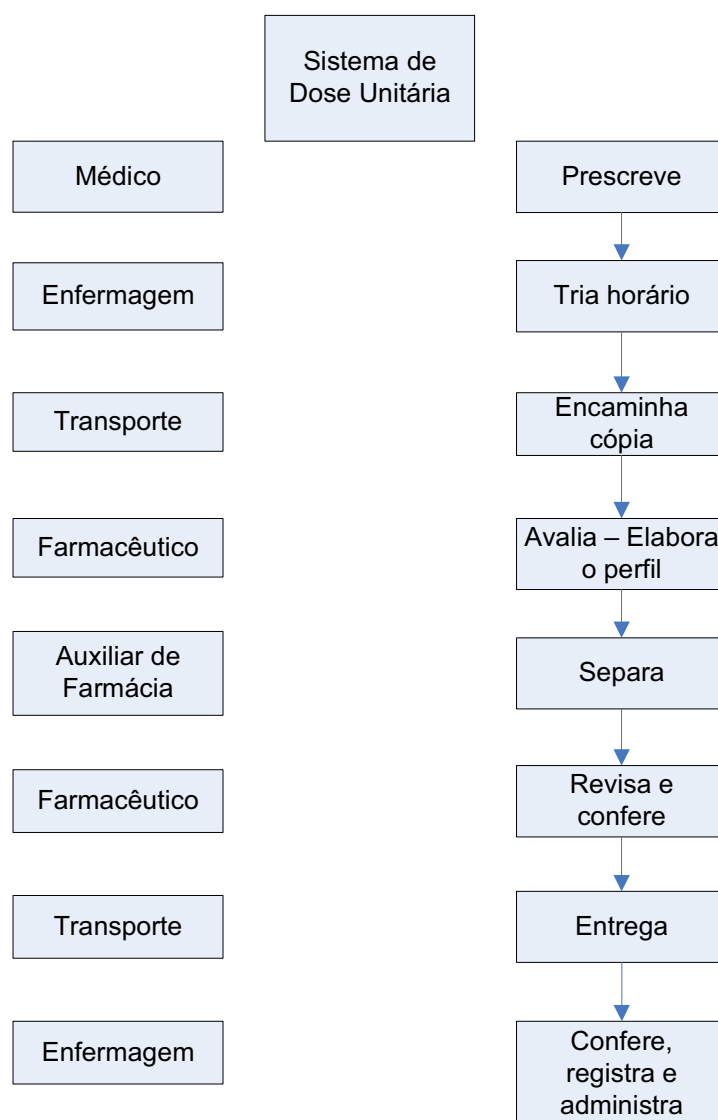 Sistema de
Dose Unitária
Médico
Prescreve
Enfermagem
Tria horário
Transporte
Encaminha
cópia
Farmacêutico
Avalia – Elabora
o perfil
Auxiliar de
Farmácia
Separa
Farmacêutico
Revisa e
confere
Transporte
Entrega
Enfermagem
Confere,
registra e
administra